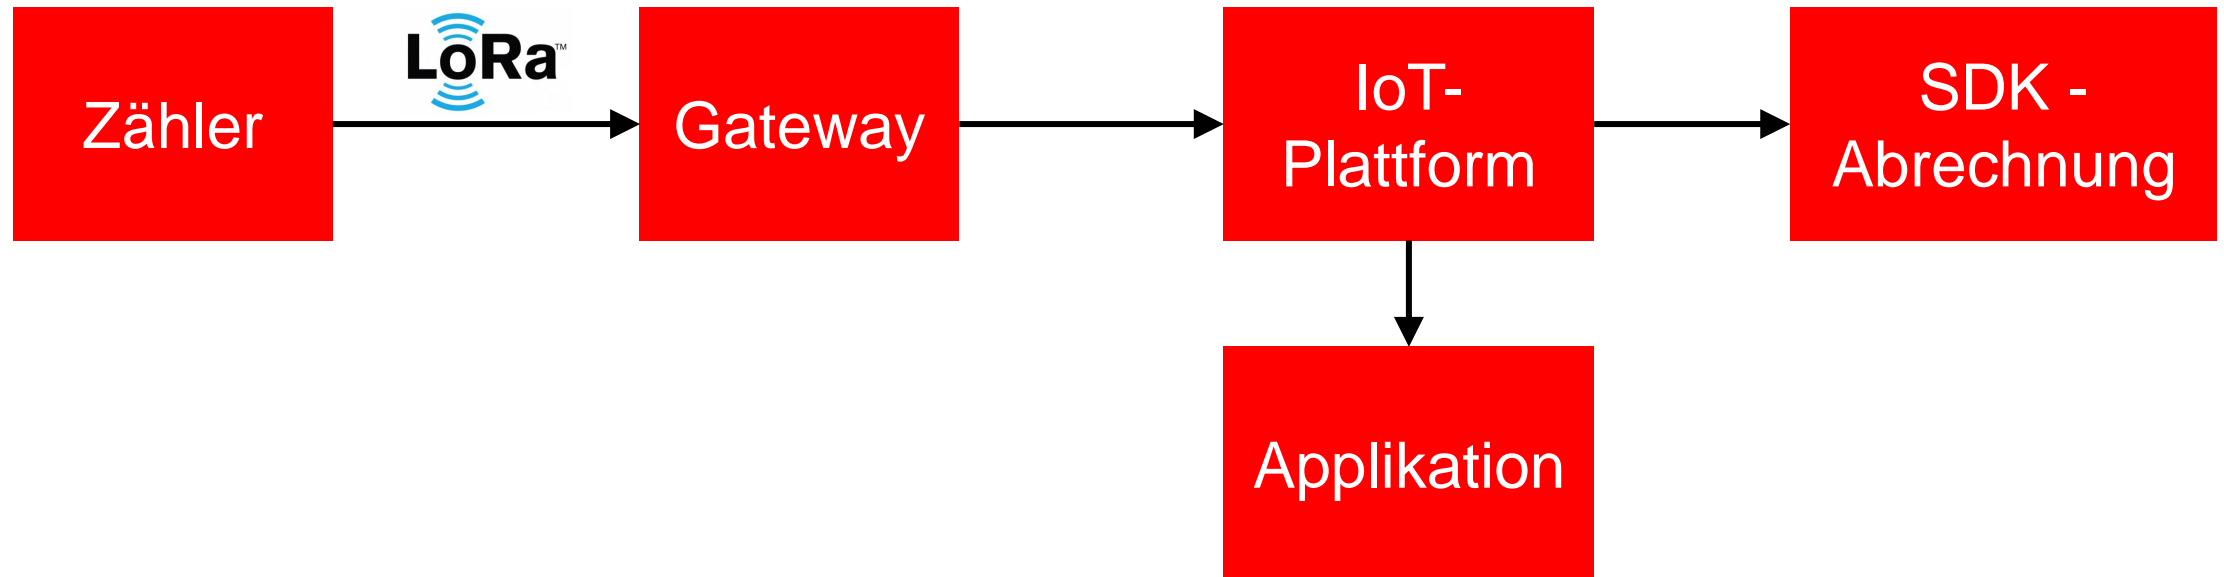 LoRa™
Zähler
Gateway
IoT-
Plattform
SDK -
Abrechnung
Applikation